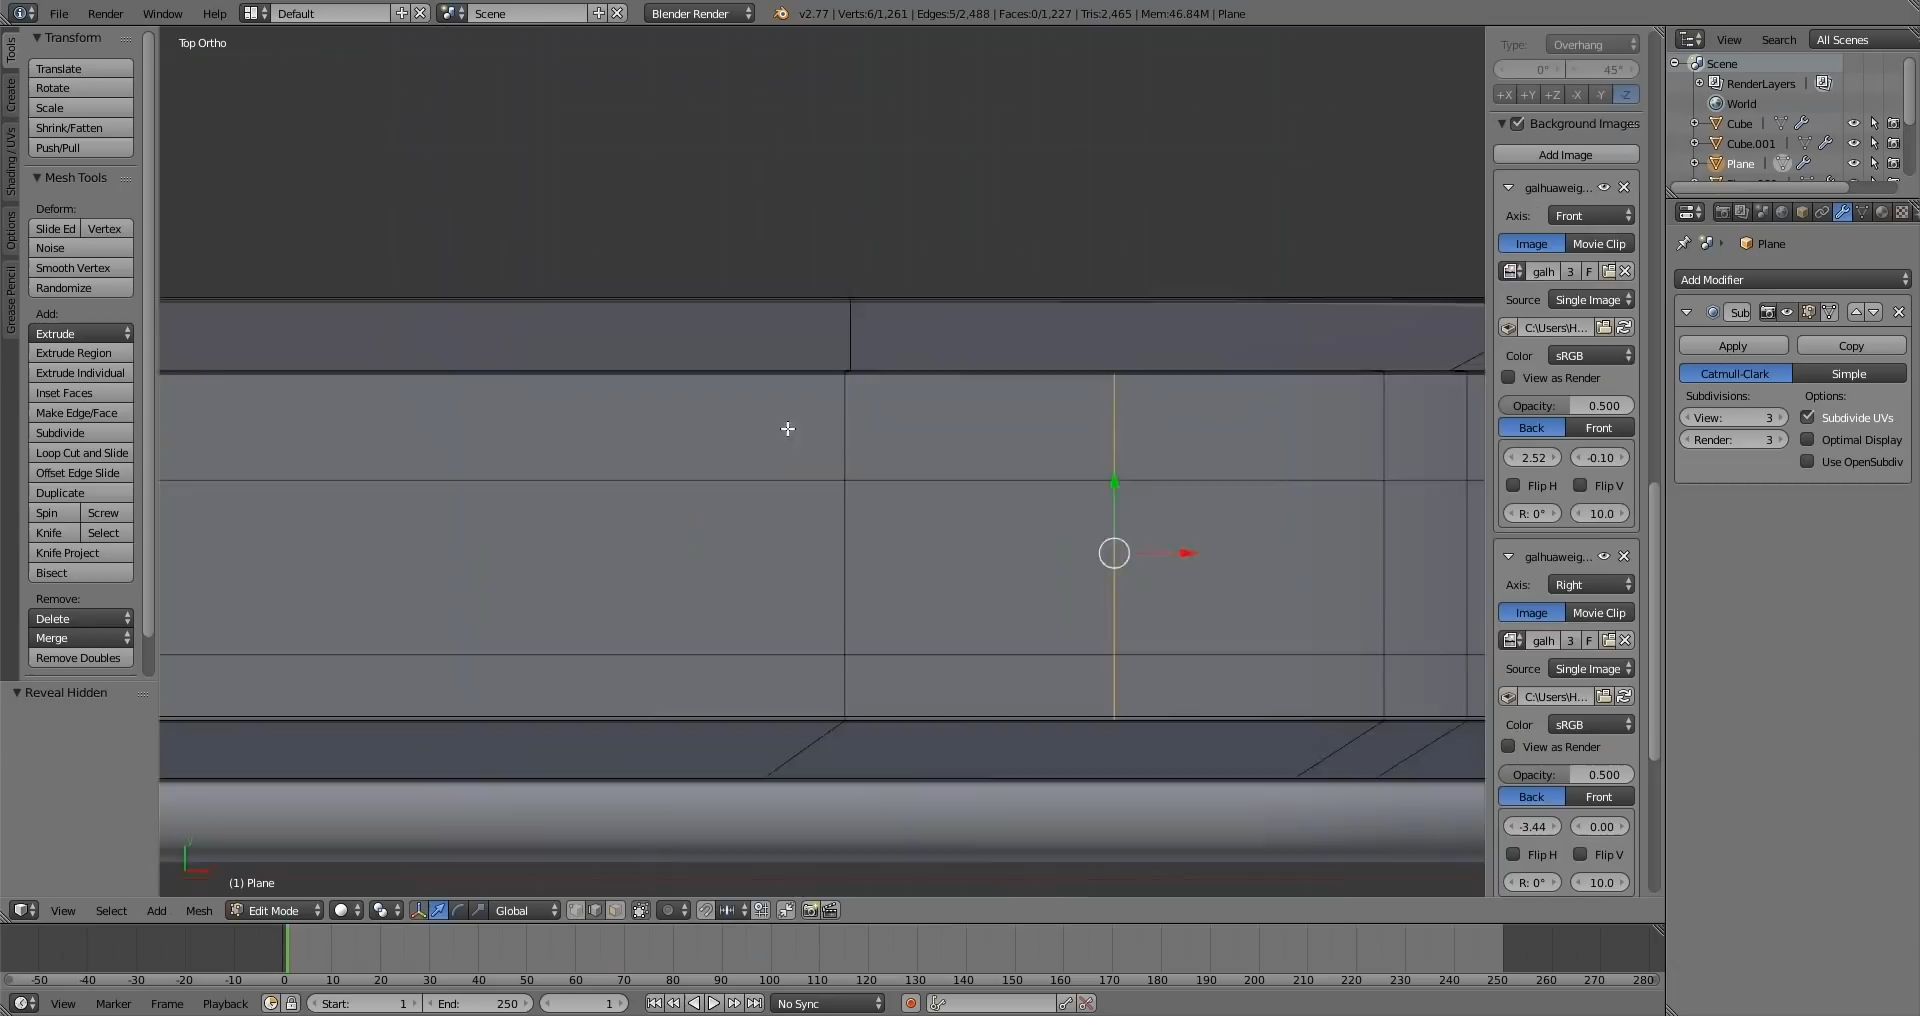 File Render Window Help Default Scene Blender Render v2.77 | Verts:6/1,261 | Edges:5/2,488 | Faces:0/1,227 | Tris:2,465 | Mem:46.84M | Plane
Tools
Create
Shading / UVs
Options
Grease Pencil
Transform
Translate
Rotate
Scale
Shrink/Fatten
Push/Pull
Mesh Tools
Deform:
Slide Ed Vertex
Noise
Smooth Vertex
Randomize
Add:
Extrude
Extrude Region
Extrude Individual
Inset Faces
Make Edge/Face
Subdivide
Loop Cut and Slide
Offset Edge Slide
Duplicate
Spin Screw
Knife Select
Knife Project
Bisect
Remove:
Delete
Merge
Remove Doubles
Reveal Hidden
Top Ortho
(1) Plane
Type: Overhang
0° 45°
+X +Y +Z -X -Y -Z
Background Images
Add Image
galhuaweig...
Axis: Front
Image Movie Clip
galh 3 F
Source Single Image
C:\Users\H...
Color sRGB
View as Render
Opacity: 0.500
Back Front
2.52 -0.10
Flip H Flip V
R: 0° 10.0
galhuaweig...
Axis: Right
Image Movie Clip
galh 3 F
Source Single Image
C:\Users\H...
Color sRGB
View as Render
Opacity: 0.500
Back Front
-3.44 0.00
Flip H Flip V
R: 0° 10.0
View Search All Scenes
Scene
RenderLayers
World
Cube
Cube.001
Plane
Plane
Add Modifier
Sub
Apply Copy
Catmull-Clark Simple
Subdivisions: Options:
View: 3 Subdivide UVs
Render: 3 Optimal Display
Use OpenSubdiv
View Select Add Mesh Edit Mode Global
-50 -40 -30 -20 -10 0 10 20 30 40 50 60 70 80 90 100 110 120 130 140 150 160 170 180 190 200 210 220 230 240 250 260 270 280
View Marker Frame Playback Start: 1 End: 250 1 No Sync